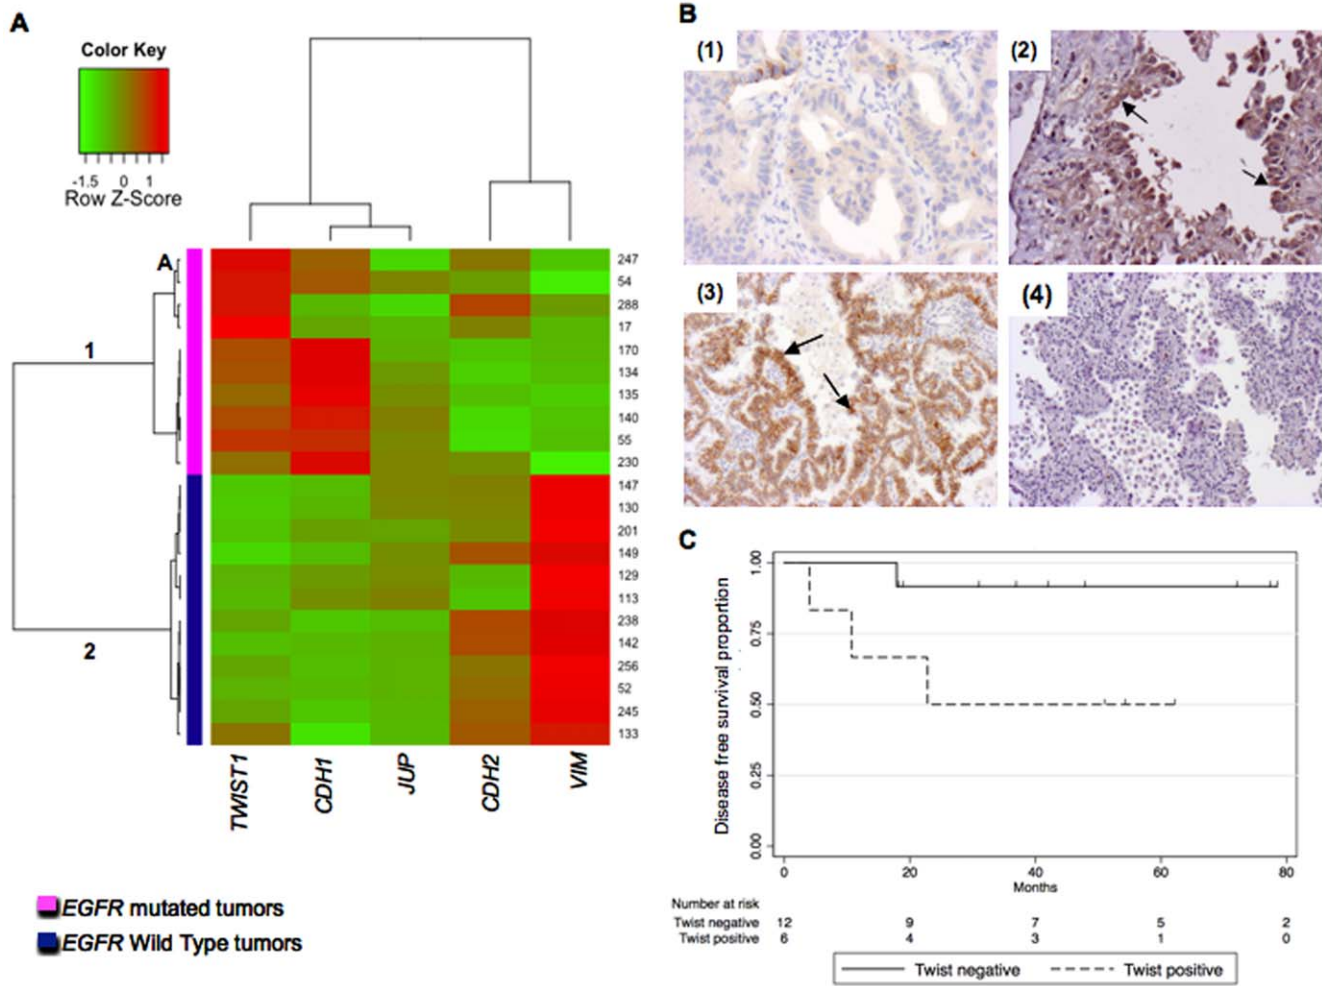 A
Color Key
-1.5 0 1
Row Z-Score
A
1
2
247
54
288
17
170
134
135
140
55
230
147
130
201
149
129
113
238
142
256
52
245
133
TWIST1
CDH1
JUP
CDH2
VIM
EGFR mutated tumors
EGFR Wild Type tumors
B
(1)
(2)
(3)
(4)
C
Disease free survival proportion
1.00
0.75
0.50
0.25
0.00
0 20 40 60 80
Months
Number at risk
Twist negative 12 9 7 5 2
Twist positive 6 4 3 1 0
Twist negative Twist positive